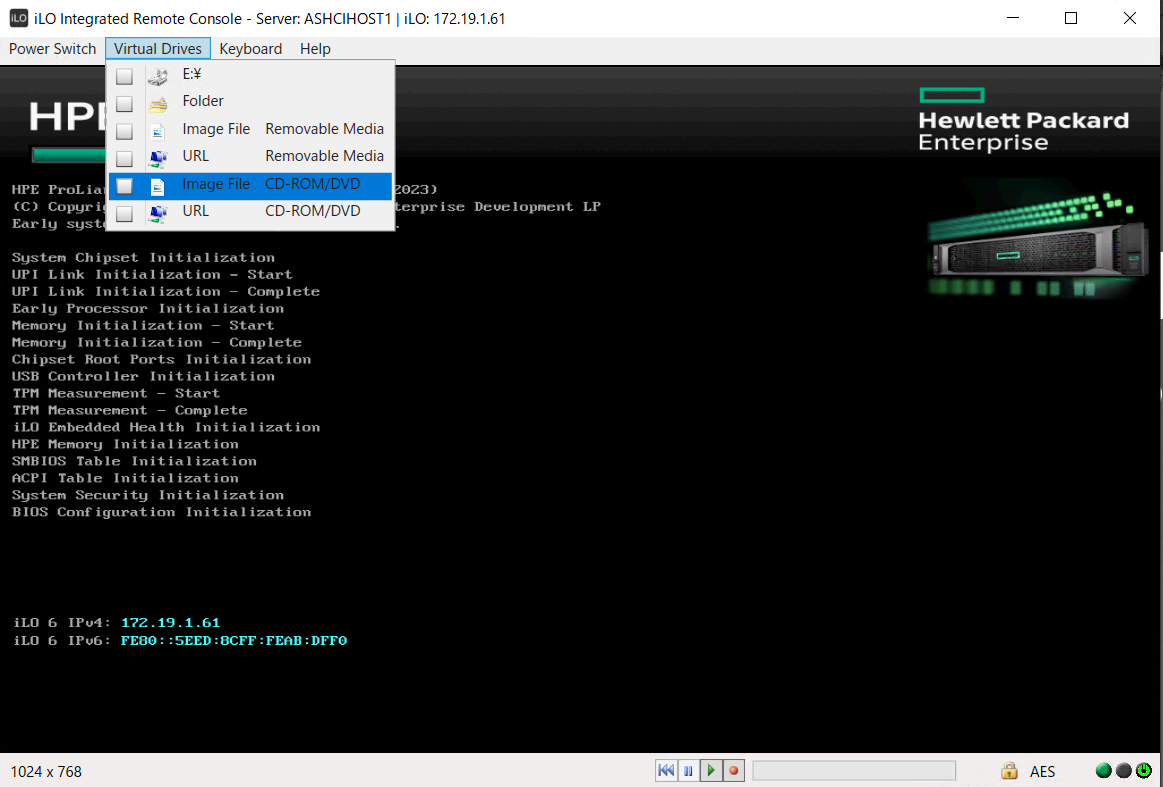 iLO iLO Integrated Remote Console - Server: ASHCIHOST1 | iLO: 172.19.1.61
Power Switch Virtual Drives Keyboard Help
E:¥
Folder
Image File Removable Media
URL Removable Media
Image File CD-ROM/DVD
URL CD-ROM/DVD
HPE
Hewlett Packard
Enterprise
HPE ProLia 2023)
(C) Copyri terprise Development LP
Early syste .
System Chipset Initialization
UPI Link Initialization - Start
UPI Link Initialization - Complete
Early Processor Initialization
Memory Initialization - Start
Memory Initialization - Complete
Chipset Root Ports Initialization
USB Controller Initialization
TPM Measurement - Start
TPM Measurement - Complete
iLO Embedded Health Initialization
HPE Memory Initialization
SMBIOS Table Initialization
ACPI Table Initialization
System Security Initialization
BIOS Configuration Initialization
iLO 6 IPv4: 172.19.1.61
iLO 6 IPv6: FE80::5EED:8CFF:FEAB:DFF0
1024 x 768
AES